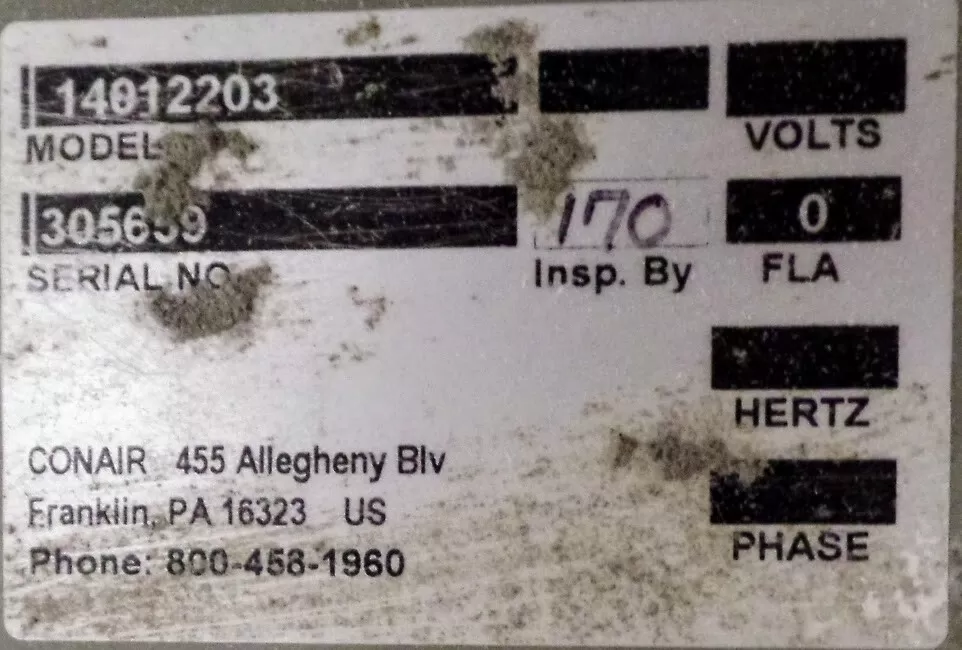 14012203
MODEL
VOLTS
170
0
SERIAL NO
Insp. By
FLA
HERTZ
CONAIR 455 Allegheny Blv
Franklin, PA 16323 US
Phone: 800-458-1960
PHASE